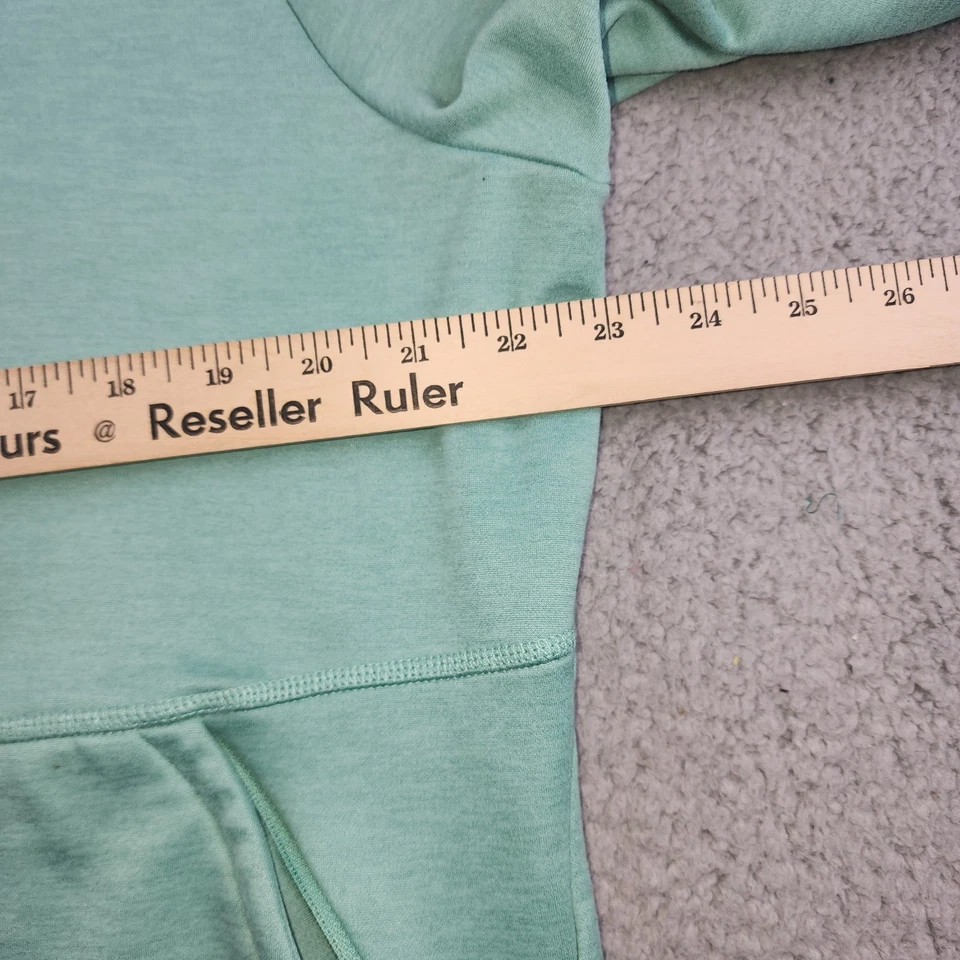 17 18 19 20 21 22 23 24 25 26
urs @ Reseller Ruler